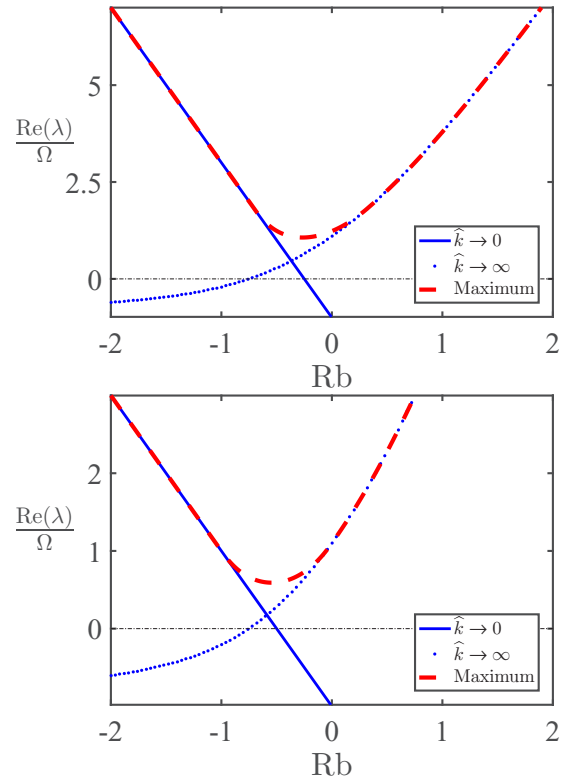 5
2.5
0
Re(λ)
Ω
-2 -1 0 1 2
Rb
k̂ → 0
k̂ → ∞
Maximum
2
1
0
Re(λ)
Ω
-2 -1 0 1 2
Rb
k̂ → 0
k̂ → ∞
Maximum